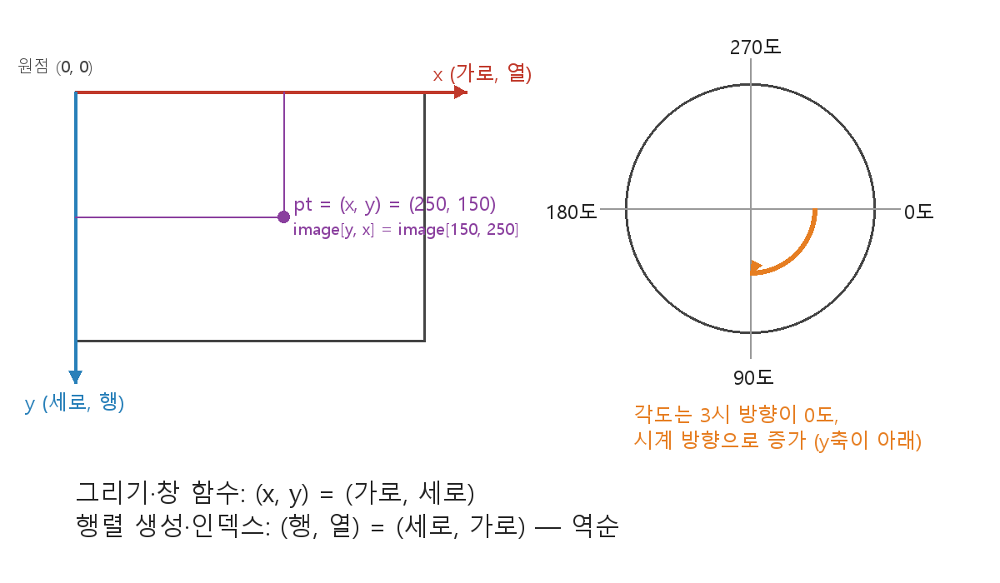 원점 (0, 0)
x (가로, 열)
pt = (x, y) = (250, 150)
image[y, x] = image[150, 250]
y (세로, 행)
270도
180도
0도
90도
각도는 3시 방향이 0도,
시계 방향으로 증가 (y축이 아래)
그리기·창 함수: (x, y) = (가로, 세로)
행렬 생성·인덱스: (행, 열) = (세로, 가로) — 역순